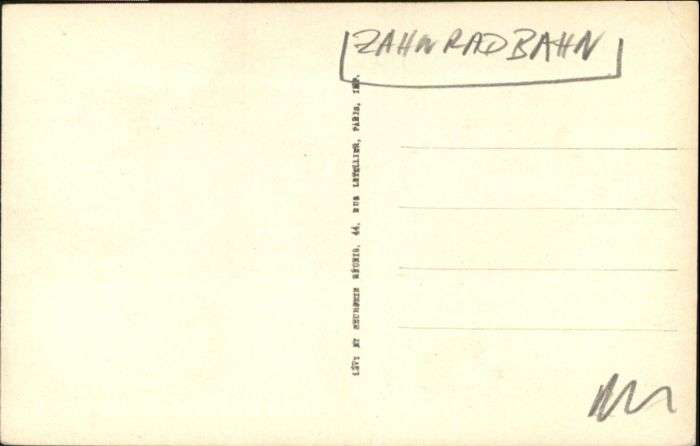 ZAHNRADBAHN
LÉVY ET NEURDEIN RÉUNIS, 44, RUE LETELLIER, PARIS, IMP.